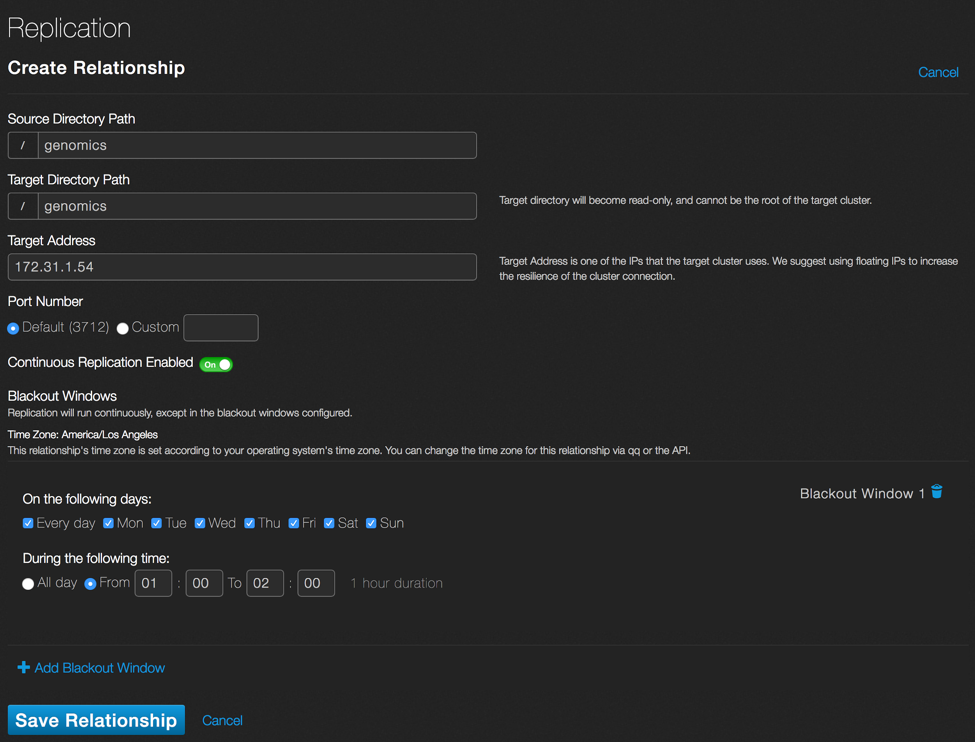 Replication
Create Relationship
Cancel
Source Directory Path
/ genomics
Target Directory Path
/ genomics
Target directory will become read-only, and cannot be the root of the target cluster.
Target Address
172.31.1.54
Target Address is one of the IPs that the target cluster uses. We suggest using floating IPs to increase
the resilience of the cluster connection.
Port Number
Default (3712) Custom
Continuous Replication Enabled On
Blackout Windows
Replication will run continuously, except in the blackout windows configured.
Time Zone: America/Los Angeles
This relationship's time zone is set according to your operating system's time zone. You can change the time zone for this relationship via qq or the API.
On the following days:
Blackout Window 1
Every day Mon Tue Wed Thu Fri Sat Sun
During the following time:
All day From 01 : 00 To 02 : 00 1 hour duration
Add Blackout Window
Save Relationship Cancel